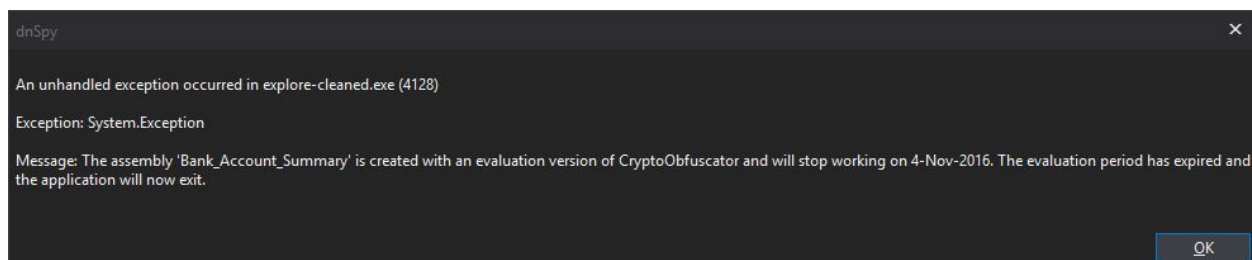 dnSpy
An unhandled exception occurred in explore-cleaned.exe (4128)
Exception: System.Exception
Message: The assembly 'Bank_Account_Summary' is created with an evaluation version of CryptoObfuscator and will stop working on 4-Nov-2016. The evaluation period has expired and
the application will now exit.
OK